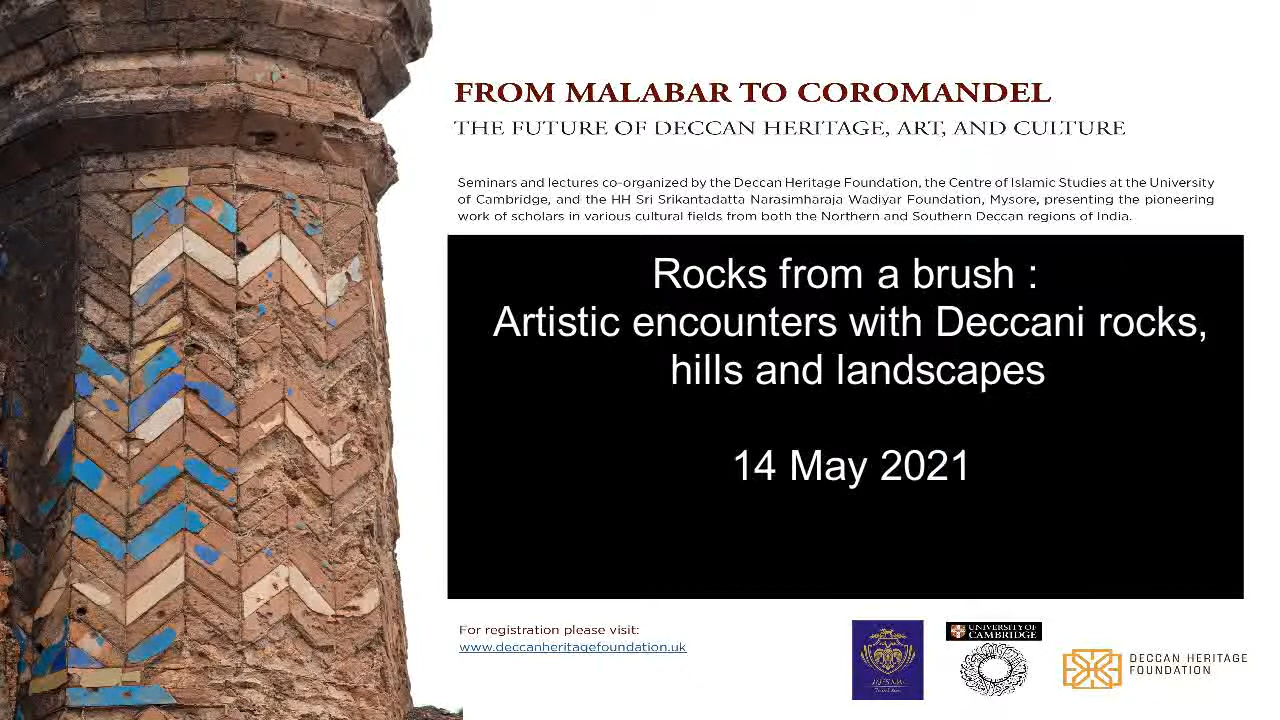 FROM MALABAR TO COROMANDEL
THE FUTURE OF DECCAN HERITAGE, ART, AND CULTURE
Seminars and lectures co-organized by the Deccan Heritage Foundation, the Centre of Islamic Studies at the University
of Cambridge, and the HH Sri Srikantadatta Narasimharaja Wadiyar Foundation, Mysore, presenting the pioneering
work of scholars in various cultural fields from both the Northern and Southern Deccan regions of India.
Rocks from a brush :
Artistic encounters with Deccani rocks,
hills and landscapes
14 May 2021
For registration please visit:
www.deccanheritagefoundation.uk
UNIVERSITY OF
CAMBRIDGE
DECCAN HERITAGE
FOUNDATION